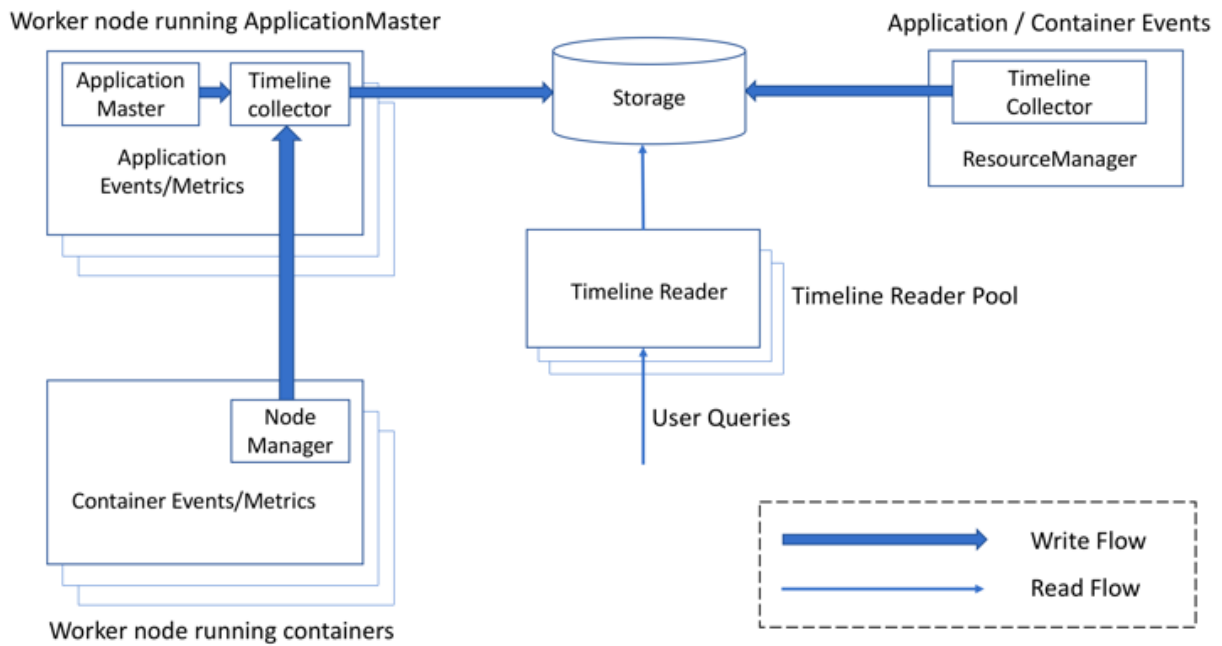 Worker node running ApplicationMaster
Application
Master
Timeline
collector
Application
Events/Metrics
Storage
Application / Container Events
Timeline
Collector
ResourceManager
Timeline Reader
Timeline Reader Pool
User Queries
Node
Manager
Container Events/Metrics
Worker node running containers
Write Flow
Read Flow